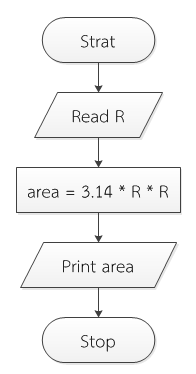 Strat
Read R
area = 3.14 * R * R
Print area
Stop